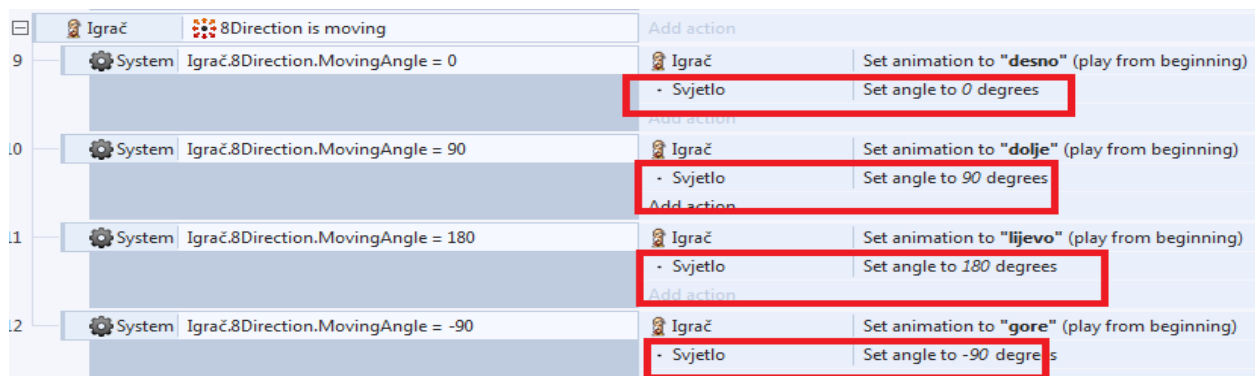 Igrač 8Direction is moving Add action
9 System Igrač.8Direction.MovingAngle = 0 Igrač Set animation to "desno" (play from beginning)
Svjetlo Set angle to 0 degrees
Add action
10 System Igrač.8Direction.MovingAngle = 90 Igrač Set animation to "dolje" (play from beginning)
Svjetlo Set angle to 90 degrees
Add action
11 System Igrač.8Direction.MovingAngle = 180 Igrač Set animation to "lijevo" (play from beginning)
Svjetlo Set angle to 180 degrees
Add action
12 System Igrač.8Direction.MovingAngle = -90 Igrač Set animation to "gore" (play from beginning)
Svjetlo Set angle to -90 degrees